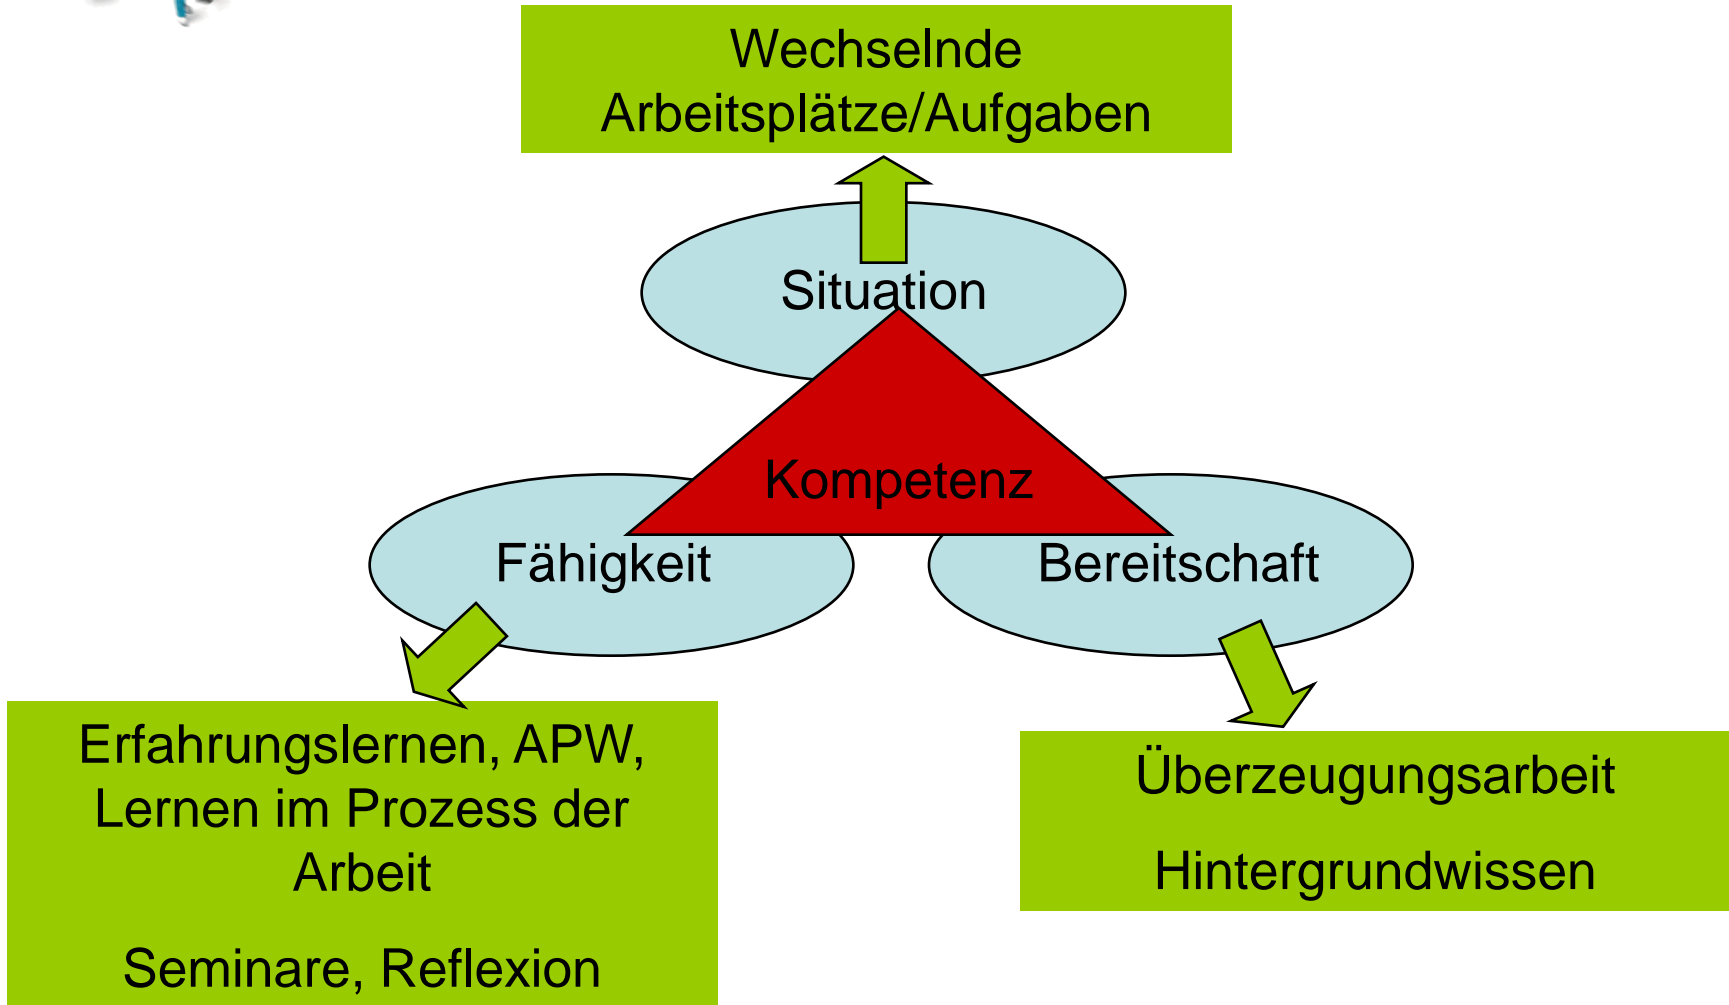 Wechselnde
Arbeitsplätze/Aufgaben
Situation
Kompetenz
Fähigkeit
Bereitschaft
Erfahrungslernen, APW,
Lernen im Prozess der
Arbeit
Seminare, Reflexion
Überzeugungsarbeit
Hintergrundwissen